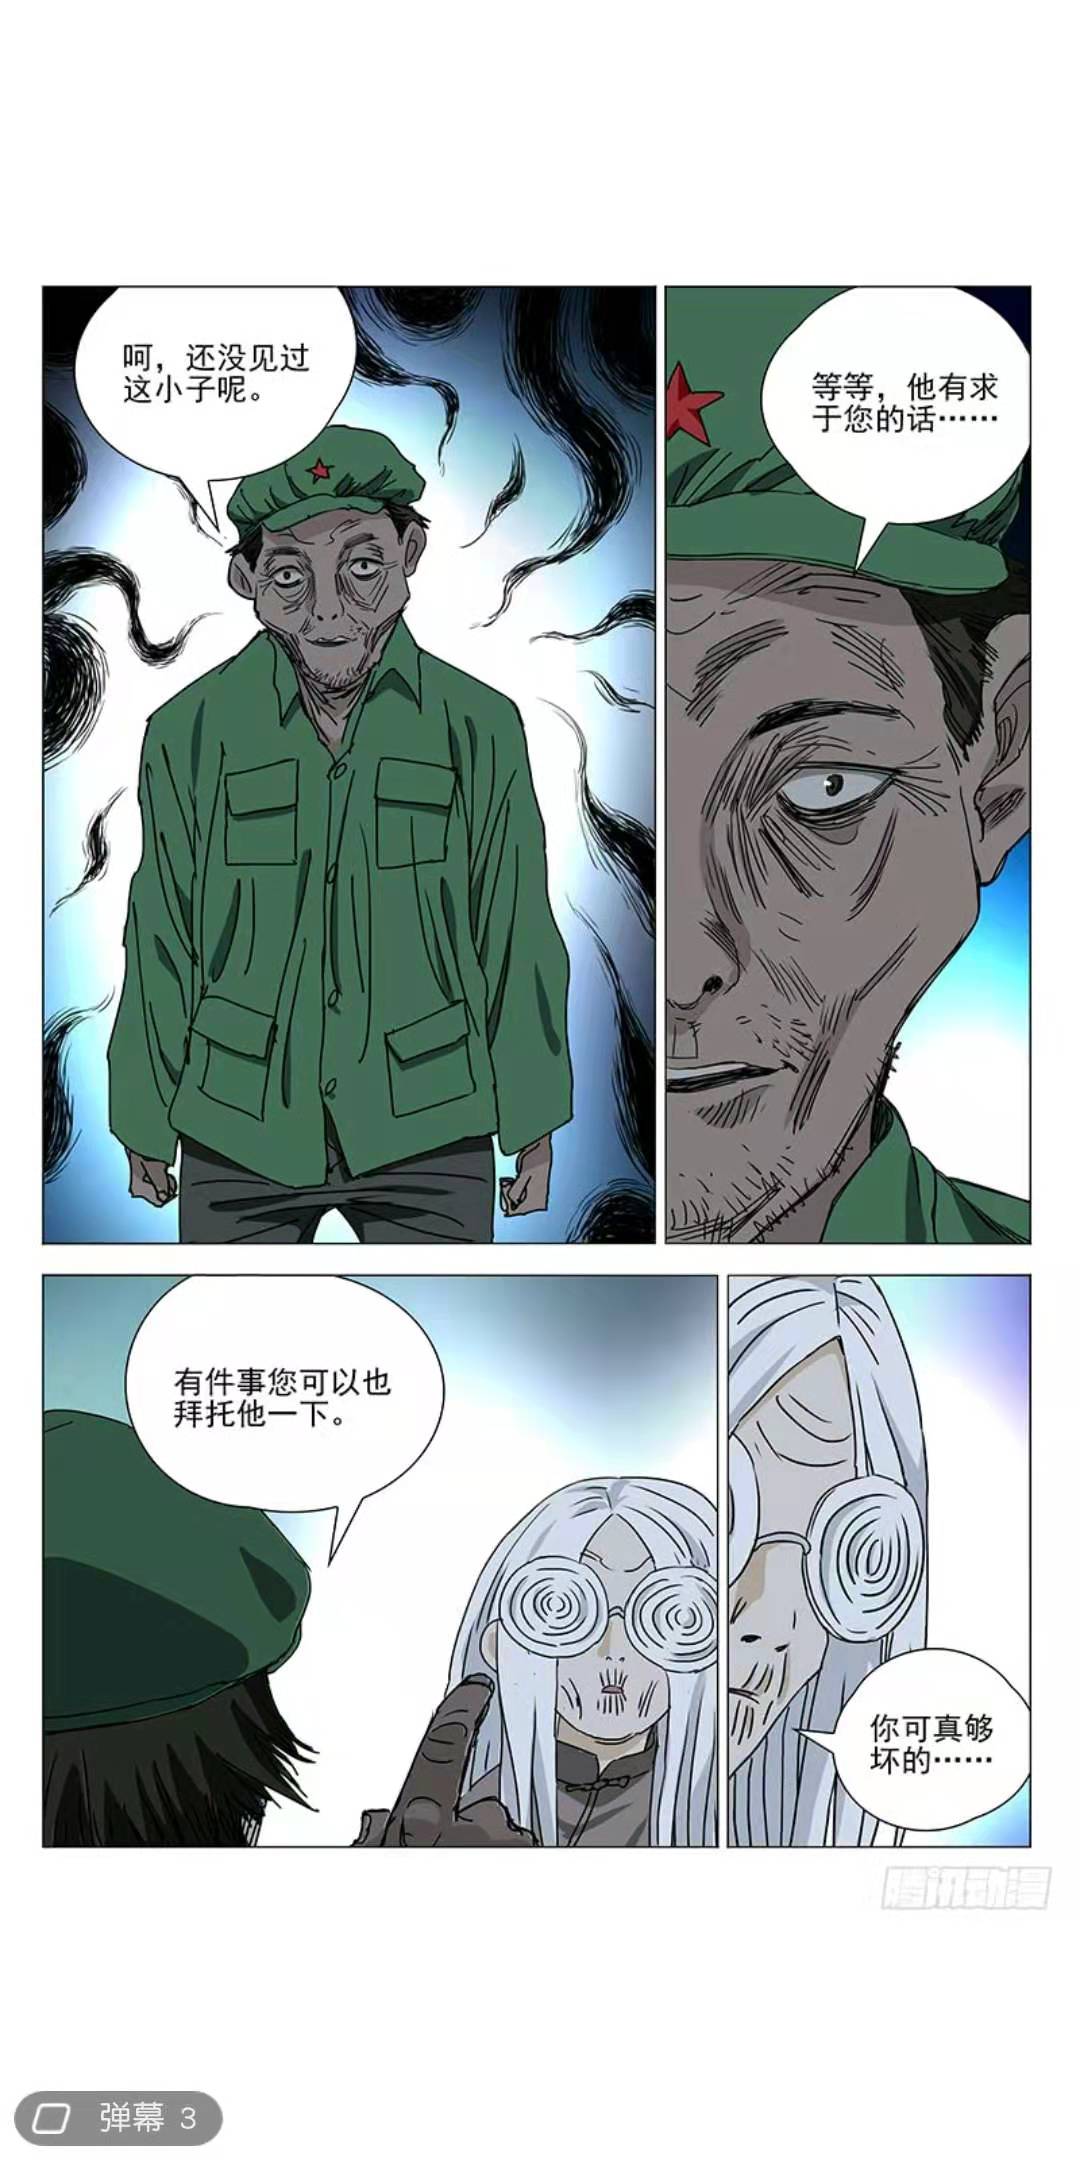 呵，还没见过
这小子呢。
等等，他有求
于您的话……
有件事您可以也
拜托他一下。
你可真够
坏的……
腾讯动漫
弹幕 3